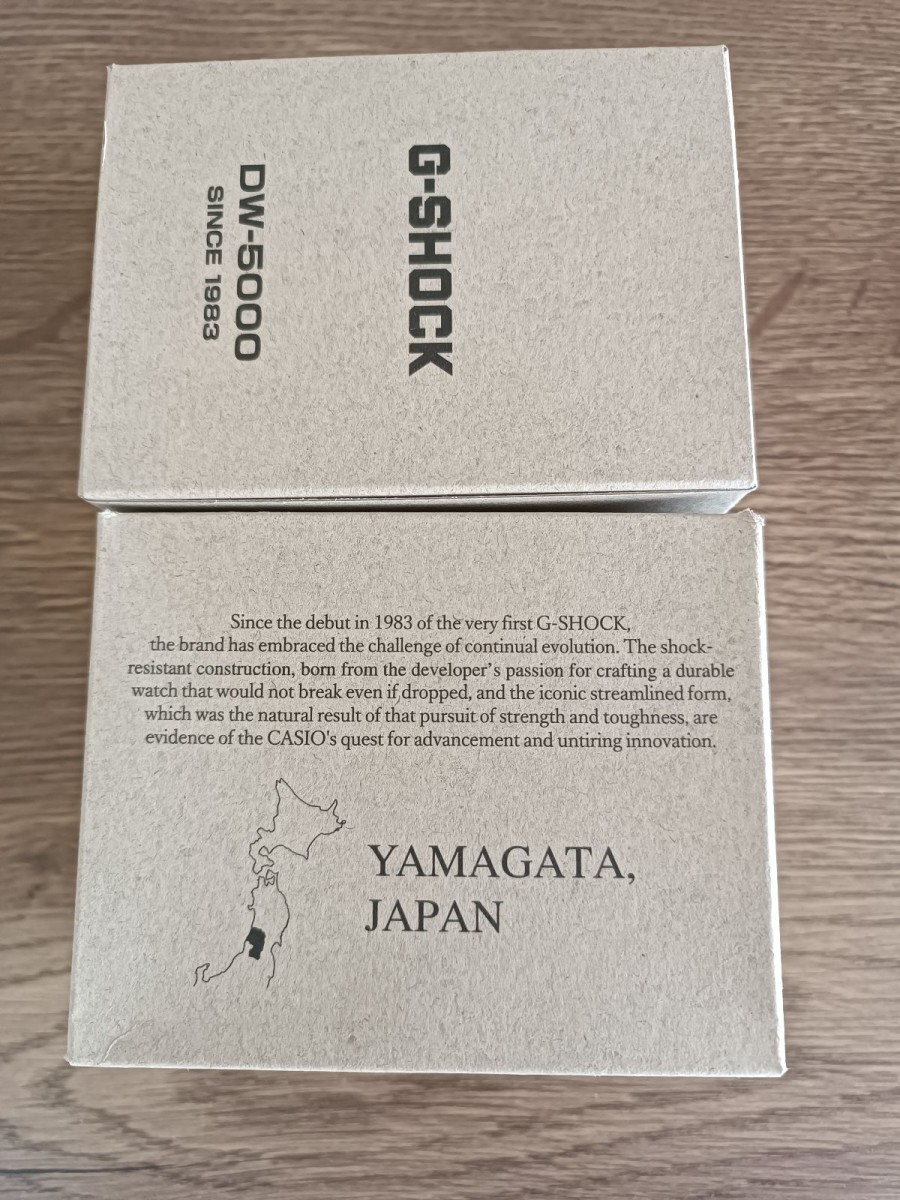 G-SHOCK
DW-5000
SINCE 1983
Since the debut in 1983 of the very first G-SHOCK,
the brand has embraced the challenge of continual evolution. The shock-
resistant construction, born from the developer's passion for crafting a durable
watch that would not break even if dropped, and the iconic streamlined form,
which was the natural result of that pursuit of strength and toughness, are
evidence of the CASIO's quest for advancement and untiring innovation.
YAMAGATA,
JAPAN